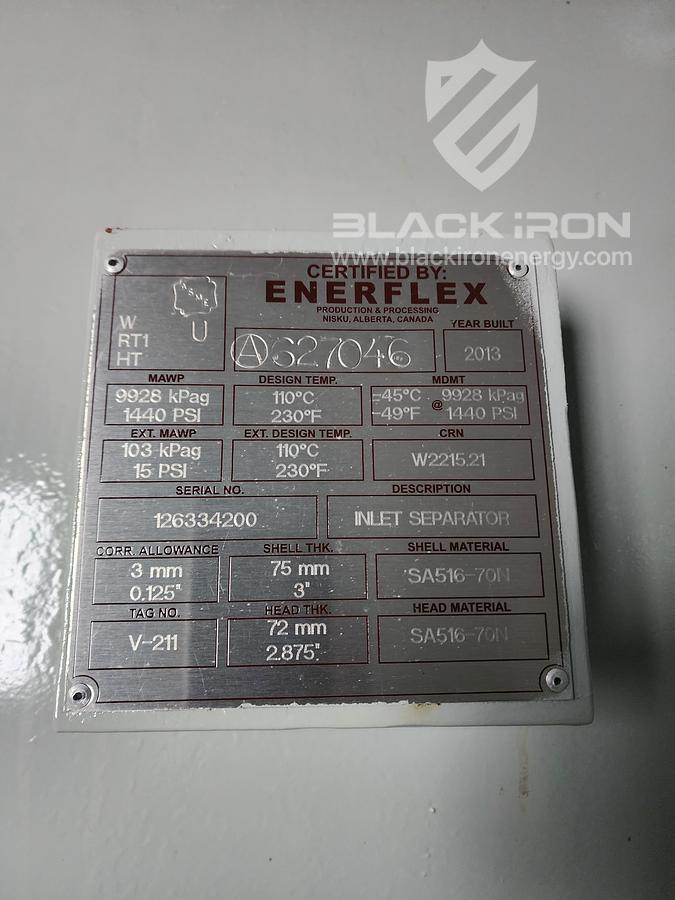 BLACK IRON
www.blackironenergy.com
CERTIFIED BY:
ENERFLEX
PRODUCTION & PROCESSING
NISKU, ALBERTA, CANADA
ASME
W U
RT1
HT
A627046
YEAR BUILT
2013
MAWP DESIGN TEMP. MDMT
9928 kPag 110°C -45°C @ 9928 kPag
1440 PSI 230°F -49°F 1440 PSI
EXT. MAWP EXT. DESIGN TEMP. CRN
103 kPag 110°C W2215.21
15 PSI 230°F
SERIAL NO. DESCRIPTION
126334200 INLET SEPARATOR
CORR. ALLOWANCE SHELL THK. SHELL MATERIAL
3 mm 75 mm SA516-70N
0.125" 3"
TAG NO. HEAD THK. HEAD MATERIAL
V-211 72 mm SA516-70N
2.875"